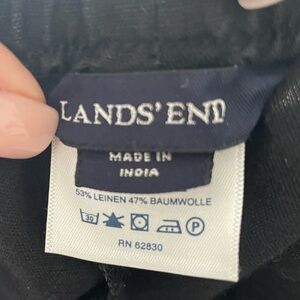 LANDS' END
MADE IN
INDIA
53% LEINEN 47% BAUMWOLLE
30 P
RN 62830